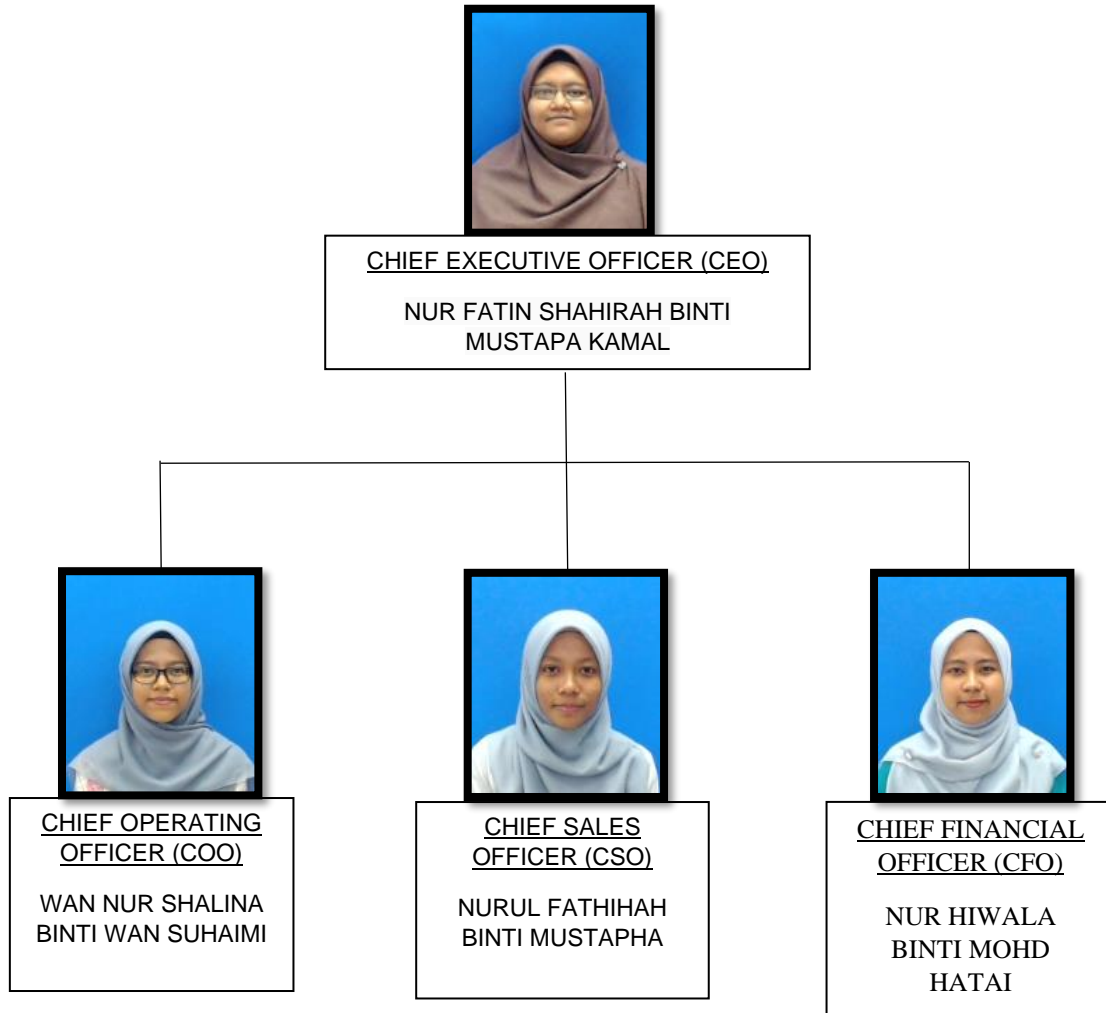 CHIEF EXECUTIVE OFFICER (CEO)
NUR FATIN SHAHIRAH BINTI
MUSTAPA KAMAL
CHIEF OPERATING
OFFICER (COO)
WAN NUR SHALINA
BINTI WAN SUHAIMI
CHIEF SALES
OFFICER (CSO)
NURUL FATHIHAH
BINTI MUSTAPHA
CHIEF FINANCIAL
OFFICER (CFO)
NUR HIWALA
BINTI MOHD
HATAI